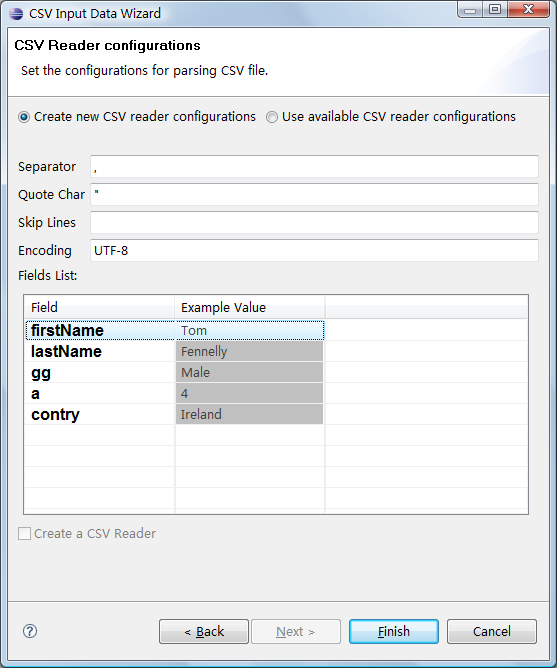 CSV Input Data Wizard
CSV Reader configurations
Set the configurations for parsing CSV file.
Create new CSV reader configurations Use available CSV reader configurations
Separator ,
Quote Char "
Skip Lines
Encoding UTF-8
Fields List:
Field Example Value
firstName Tom
lastName Fennelly
gg Male
a 4
contry Ireland
Create a CSV Reader
? < Back Next > Finish Cancel